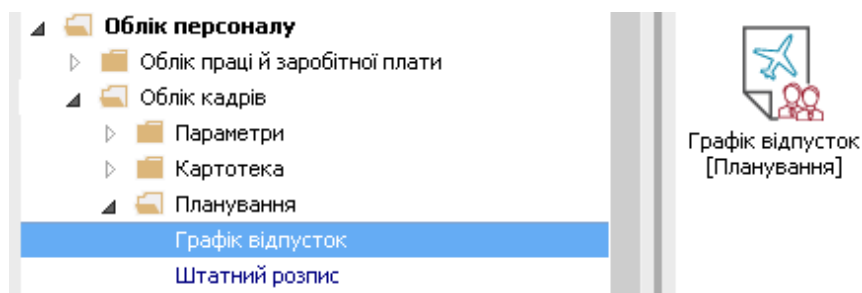 Облік персоналу
Облік праці й заробітної плати
Облік кадрів
Параметри
Картотека
Планування
Графік відпусток
Штатний розпис
Графік відпусток
[Планування]